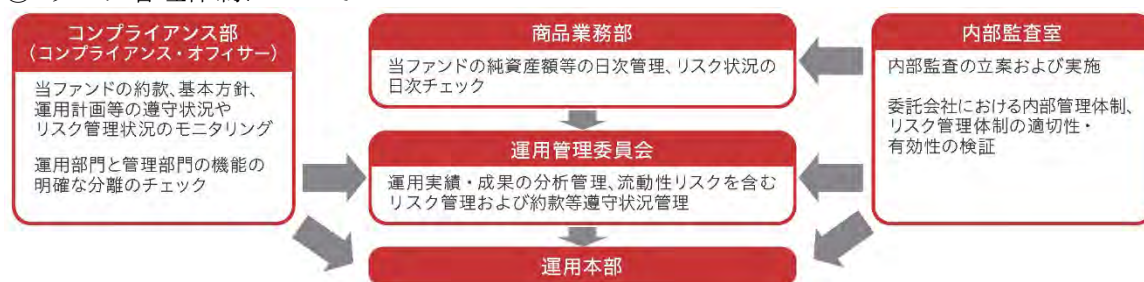 コンプライアンス部
（コンプライアンス・オフィサー）
当ファンドの約款、基本方針、
運用計画等の遵守状況や
リスク管理状況のモニタリング
運用部門と管理部門の機能の
明確な分離のチェック
商品業務部
当ファンドの純資産額等の日次管理、リスク状況の
日次チェック
運用管理委員会
運用実績・成果の分析管理、流動性リスクを含む
リスク管理および約款等遵守状況管理
運用本部
内部監査室
内部監査の立案および実施
委託会社における内部管理体制、
リスク管理体制の適切性・
有効性の検証